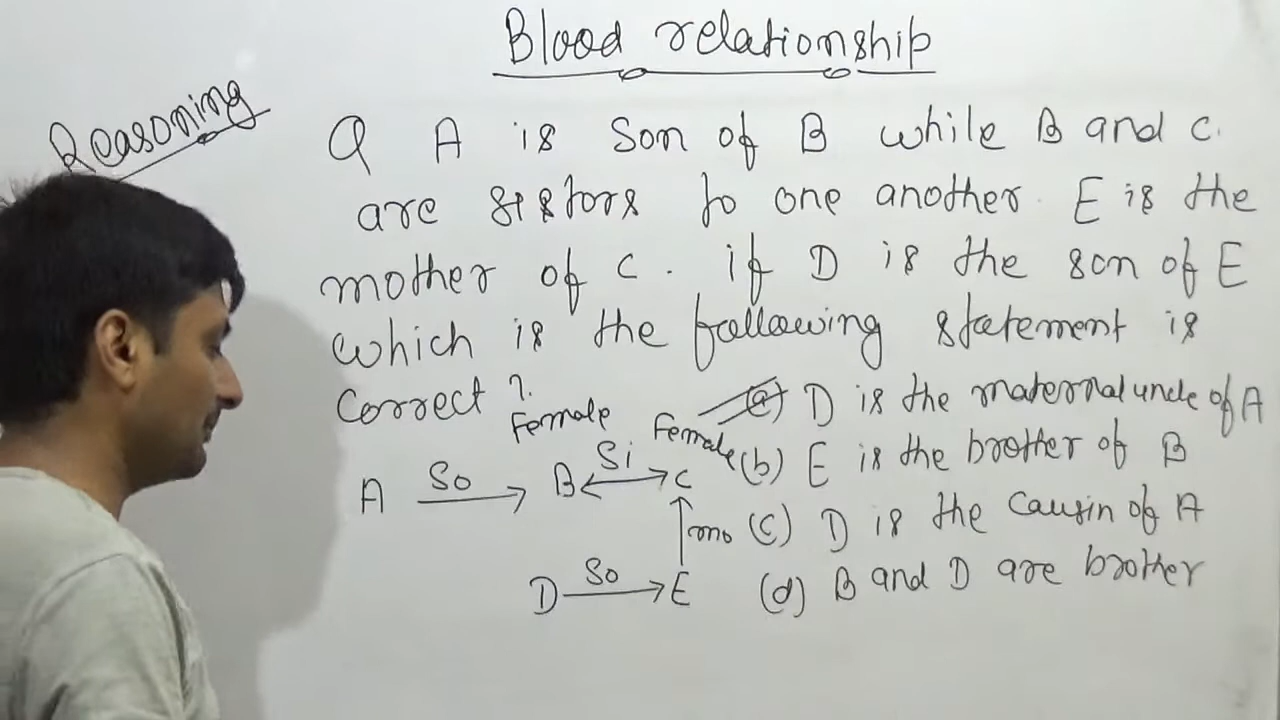 Blood relationship
Reasoning
Q A is Son of B while B and C.
are sistors to one another. E is the
mother of C. if D is the son of E
which is the following statement is
Correct ?
(a) D is the maternal uncle of A
(b) E is the brother of B
(c) D is the Causin of A
(d) B and D are brother
Female Female
A So B Si C
mo
D So E